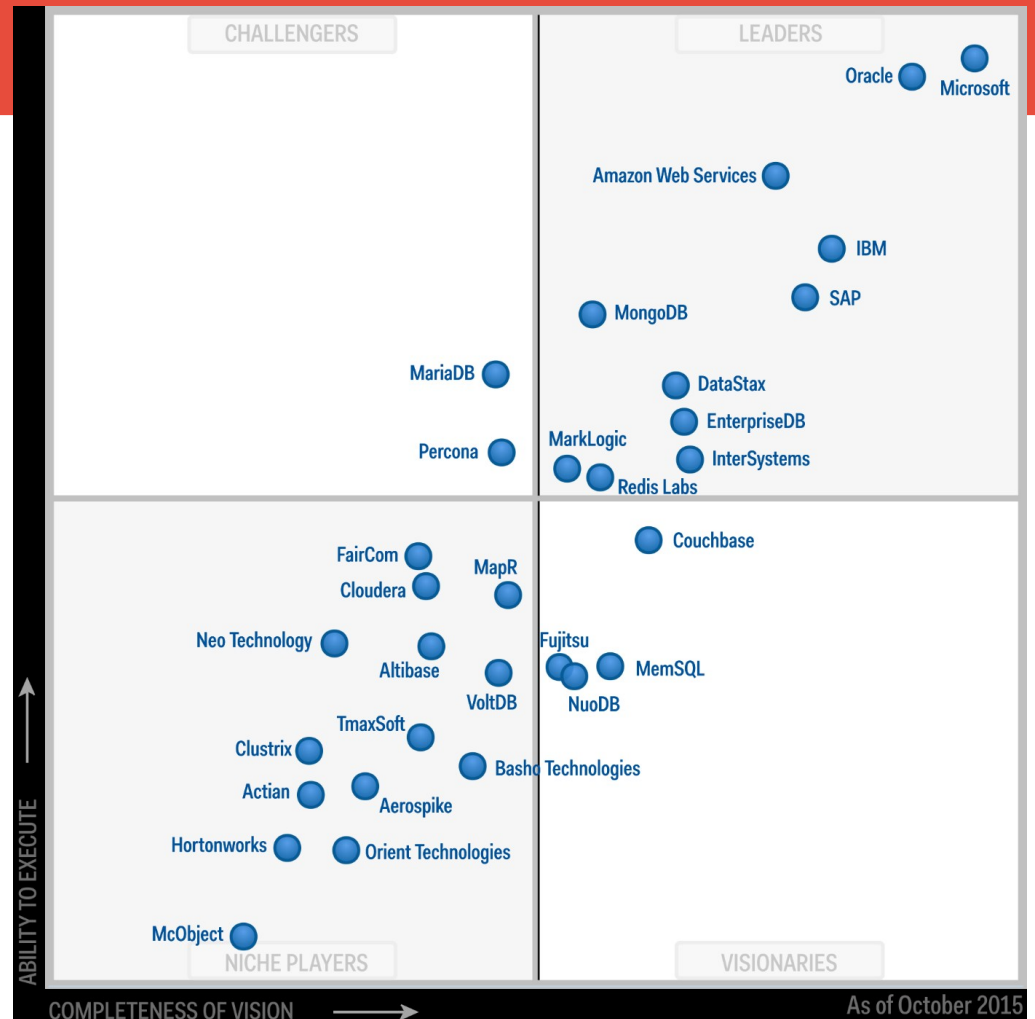 CHALLENGERS
LEADERS
Oracle
Microsoft
Amazon Web Services
IBM
SAP
MongoDB
MariaDB
DataStax
EnterpriseDB
MarkLogic
Percona
InterSystems
Redis Labs
Couchbase
FairCom
MapR
Cloudera
Neo Technology
Fujitsu
Altibase
MemSQL
VoltDB
NuoDB
TmaxSoft
Clustrix
Basho Technologies
Actian
Aerospike
Hortonworks
Orient Technologies
McObject
NICHE PLAYERS
VISIONARIES
ABILITY TO EXECUTE
COMPLETENESS OF VISION
As of October 2015